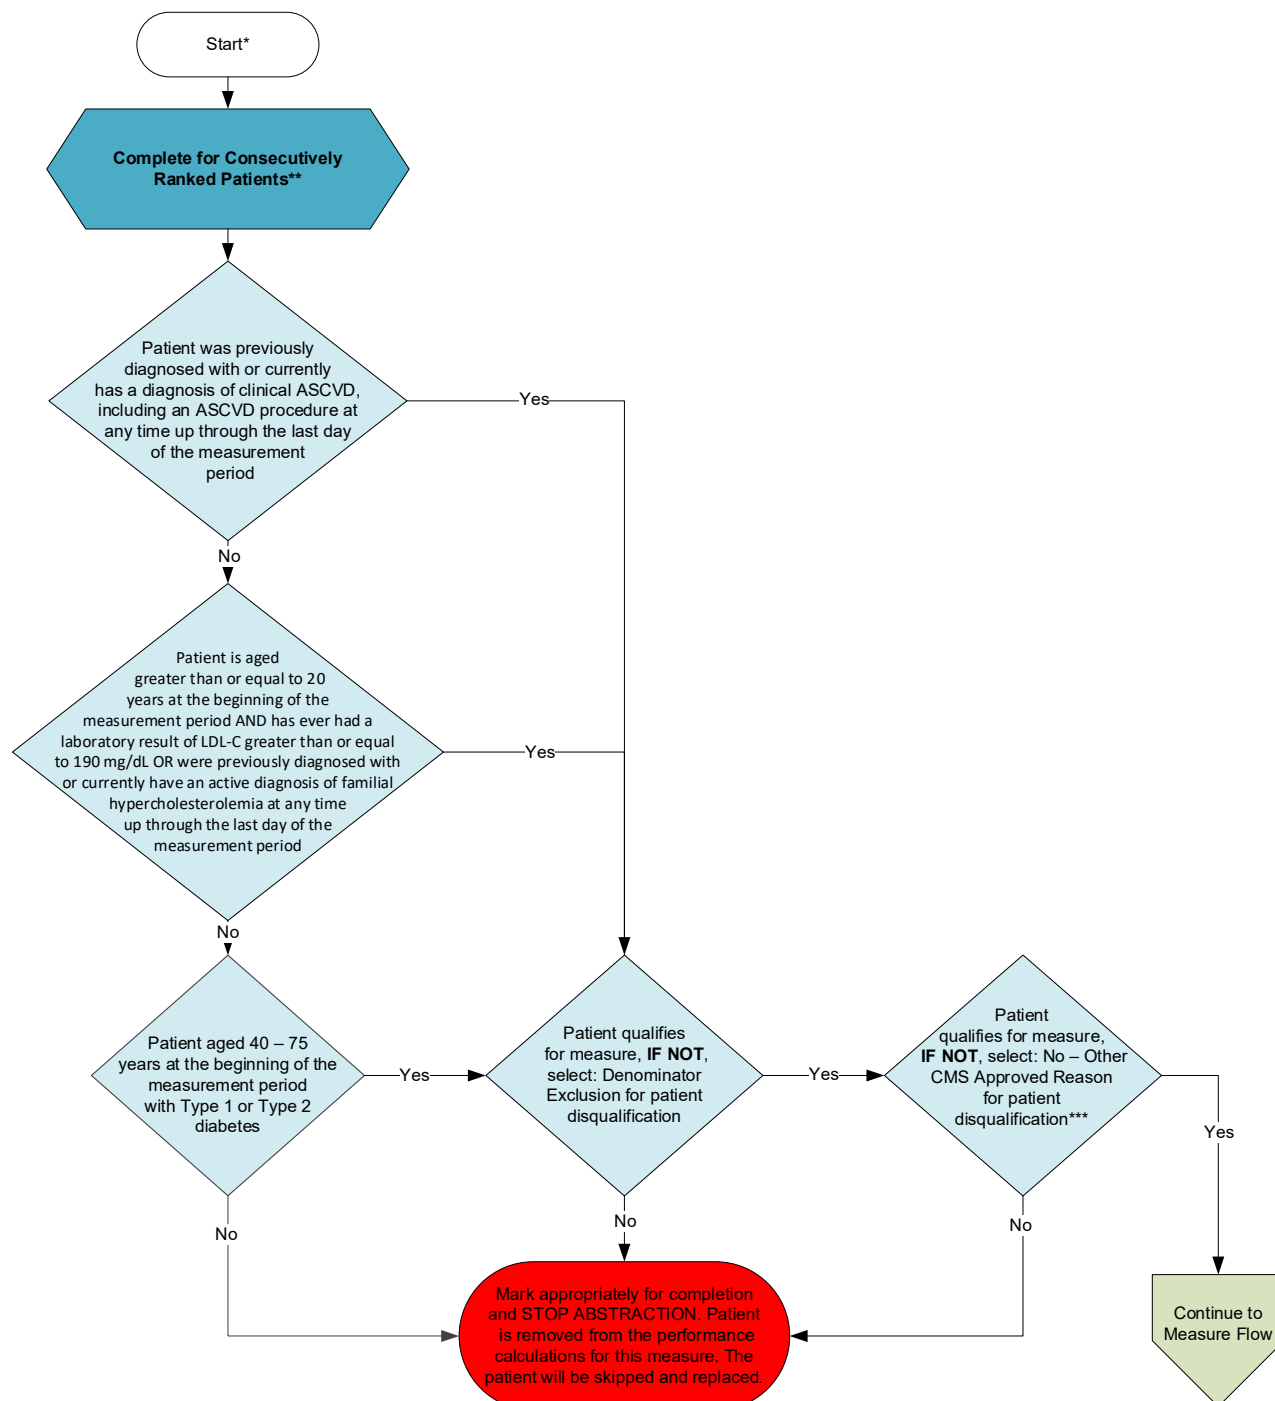 Start*
Complete for Consecutively
Ranked Patients**
Patient was previously
diagnosed with or currently
has a diagnosis of clinical ASCVD,
including an ASCVD procedure at
any time up through the last day
of the measurement
period
Yes
No
Patient is aged
greater than or equal to 20
years at the beginning of the
measurement period AND has ever had a
laboratory result of LDL-C greater than or equal
to 190 mg/dL OR were previously diagnosed with
or currently have an active diagnosis of familial
hypercholesterolemia at any time
up through the last day of the
measurement period
Yes
No
Patient aged 40 – 75
years at the beginning of the
measurement period
with Type 1 or Type 2
diabetes
Yes
No
Patient qualifies
for measure, IF NOT,
select: Denominator
Exclusion for patient
disqualification
Yes
No
Patient
qualifies for measure,
IF NOT, select: No – Other
CMS Approved Reason
for patient
disqualification***
Yes
No
Mark appropriately for completion
and STOP ABSTRACTION. Patient
is removed from the performance
calculations for this measure. The
patient will be skipped and replaced.
Continue to
Measure Flow